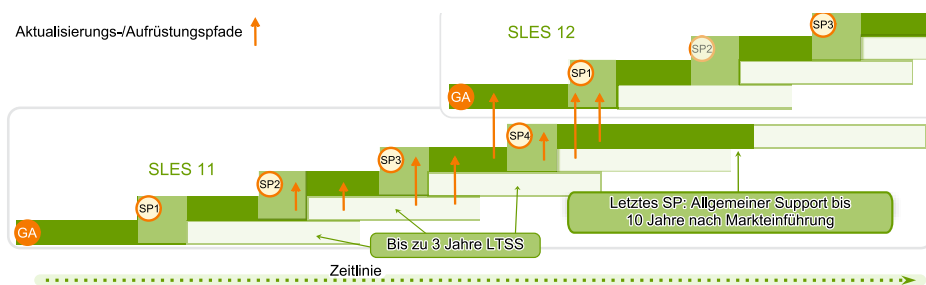 Aktualisierungs-/Aufrüstungspfade
SLES 12
SP3
SP2
SP1
GA
SLES 11
SP4
SP3
SP2
SP1
GA
Letztes SP: Allgemeiner Support bis
10 Jahre nach Markteinführung
Bis zu 3 Jahre LTSS
Zeitlinie